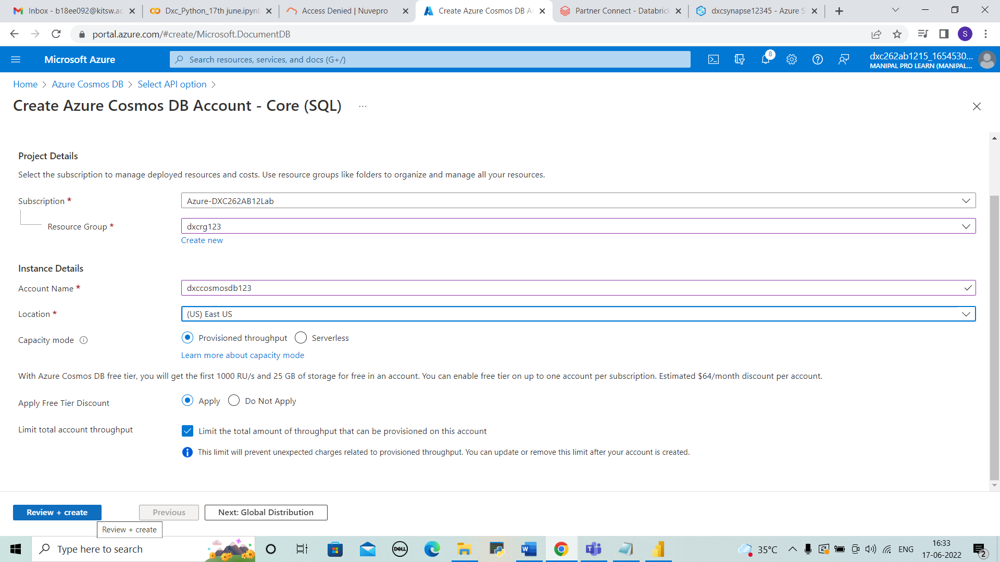 Inbox - b18ee092@kitsw.ac
Dxc_Python_17th june.ipynb
Access Denied | Nuvepro
Create Azure Cosmos DB Ac
Partner Connect - Databrick
dxcsynapse12345 - Azure S
portal.azure.com/#create/Microsoft.DocumentDB
S
Microsoft Azure
Search resources, services, and docs (G+/)
8
dxc262ab1215_1654530...
MANIPAL PRO LEARN (MANIPAL...
Home > Azure Cosmos DB > Select API option >
Create Azure Cosmos DB Account - Core (SQL) ...
Project Details
Select the subscription to manage deployed resources and costs. Use resource groups like folders to organize and manage all your resources.
Subscription *
Azure-DXC262AB12Lab
Resource Group *
dxcrg123
Create new
Instance Details
Account Name *
dxccosmosdb123
Location *
(US) East US
Capacity mode
Provisioned throughput
Serverless
Learn more about capacity mode
With Azure Cosmos DB free tier, you will get the first 1000 RU/s and 25 GB of storage for free in an account. You can enable free tier on up to one account per subscription. Estimated $64/month discount per account.
Apply Free Tier Discount
Apply
Do Not Apply
Limit total account throughput
Limit the total amount of throughput that can be provisioned on this account
This limit will prevent unexpected charges related to provisioned throughput. You can update or remove this limit after your account is created.
Review + create
Previous
Next: Global Distribution
Review + create
Type here to search
DELL
35°C
ENG
16:33
17-06-2022
2